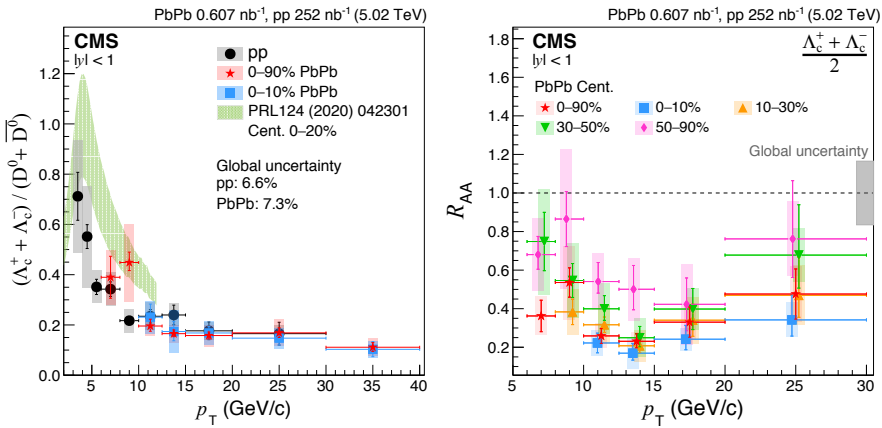 PbPb 0.607 nb⁻¹, pp 252 nb⁻¹ (5.02 TeV)
CMS
|y| < 1
pp
0–90% PbPb
0–10% PbPb
PRL124 (2020) 042301
Cent. 0–20%
Global uncertainty
pp: 6.6%
PbPb: 7.3%
(Λc⁺ + Λc⁻) / (D⁰ + D̅⁰)
1.2
1.0
0.8
0.6
0.4
0.2
0.0
5 10 15 20 25 30 35 40
pT (GeV/c)
PbPb 0.607 nb⁻¹, pp 252 nb⁻¹ (5.02 TeV)
CMS
|y| < 1
Λc⁺ + Λc⁻
2
PbPb Cent.
0–90% 0–10% 10–30%
30–50% 50–90%
Global uncertainty
RAA
1.8
1.6
1.4
1.2
1.0
0.8
0.6
0.4
0.2
5 10 15 20 25 30
pT (GeV/c)